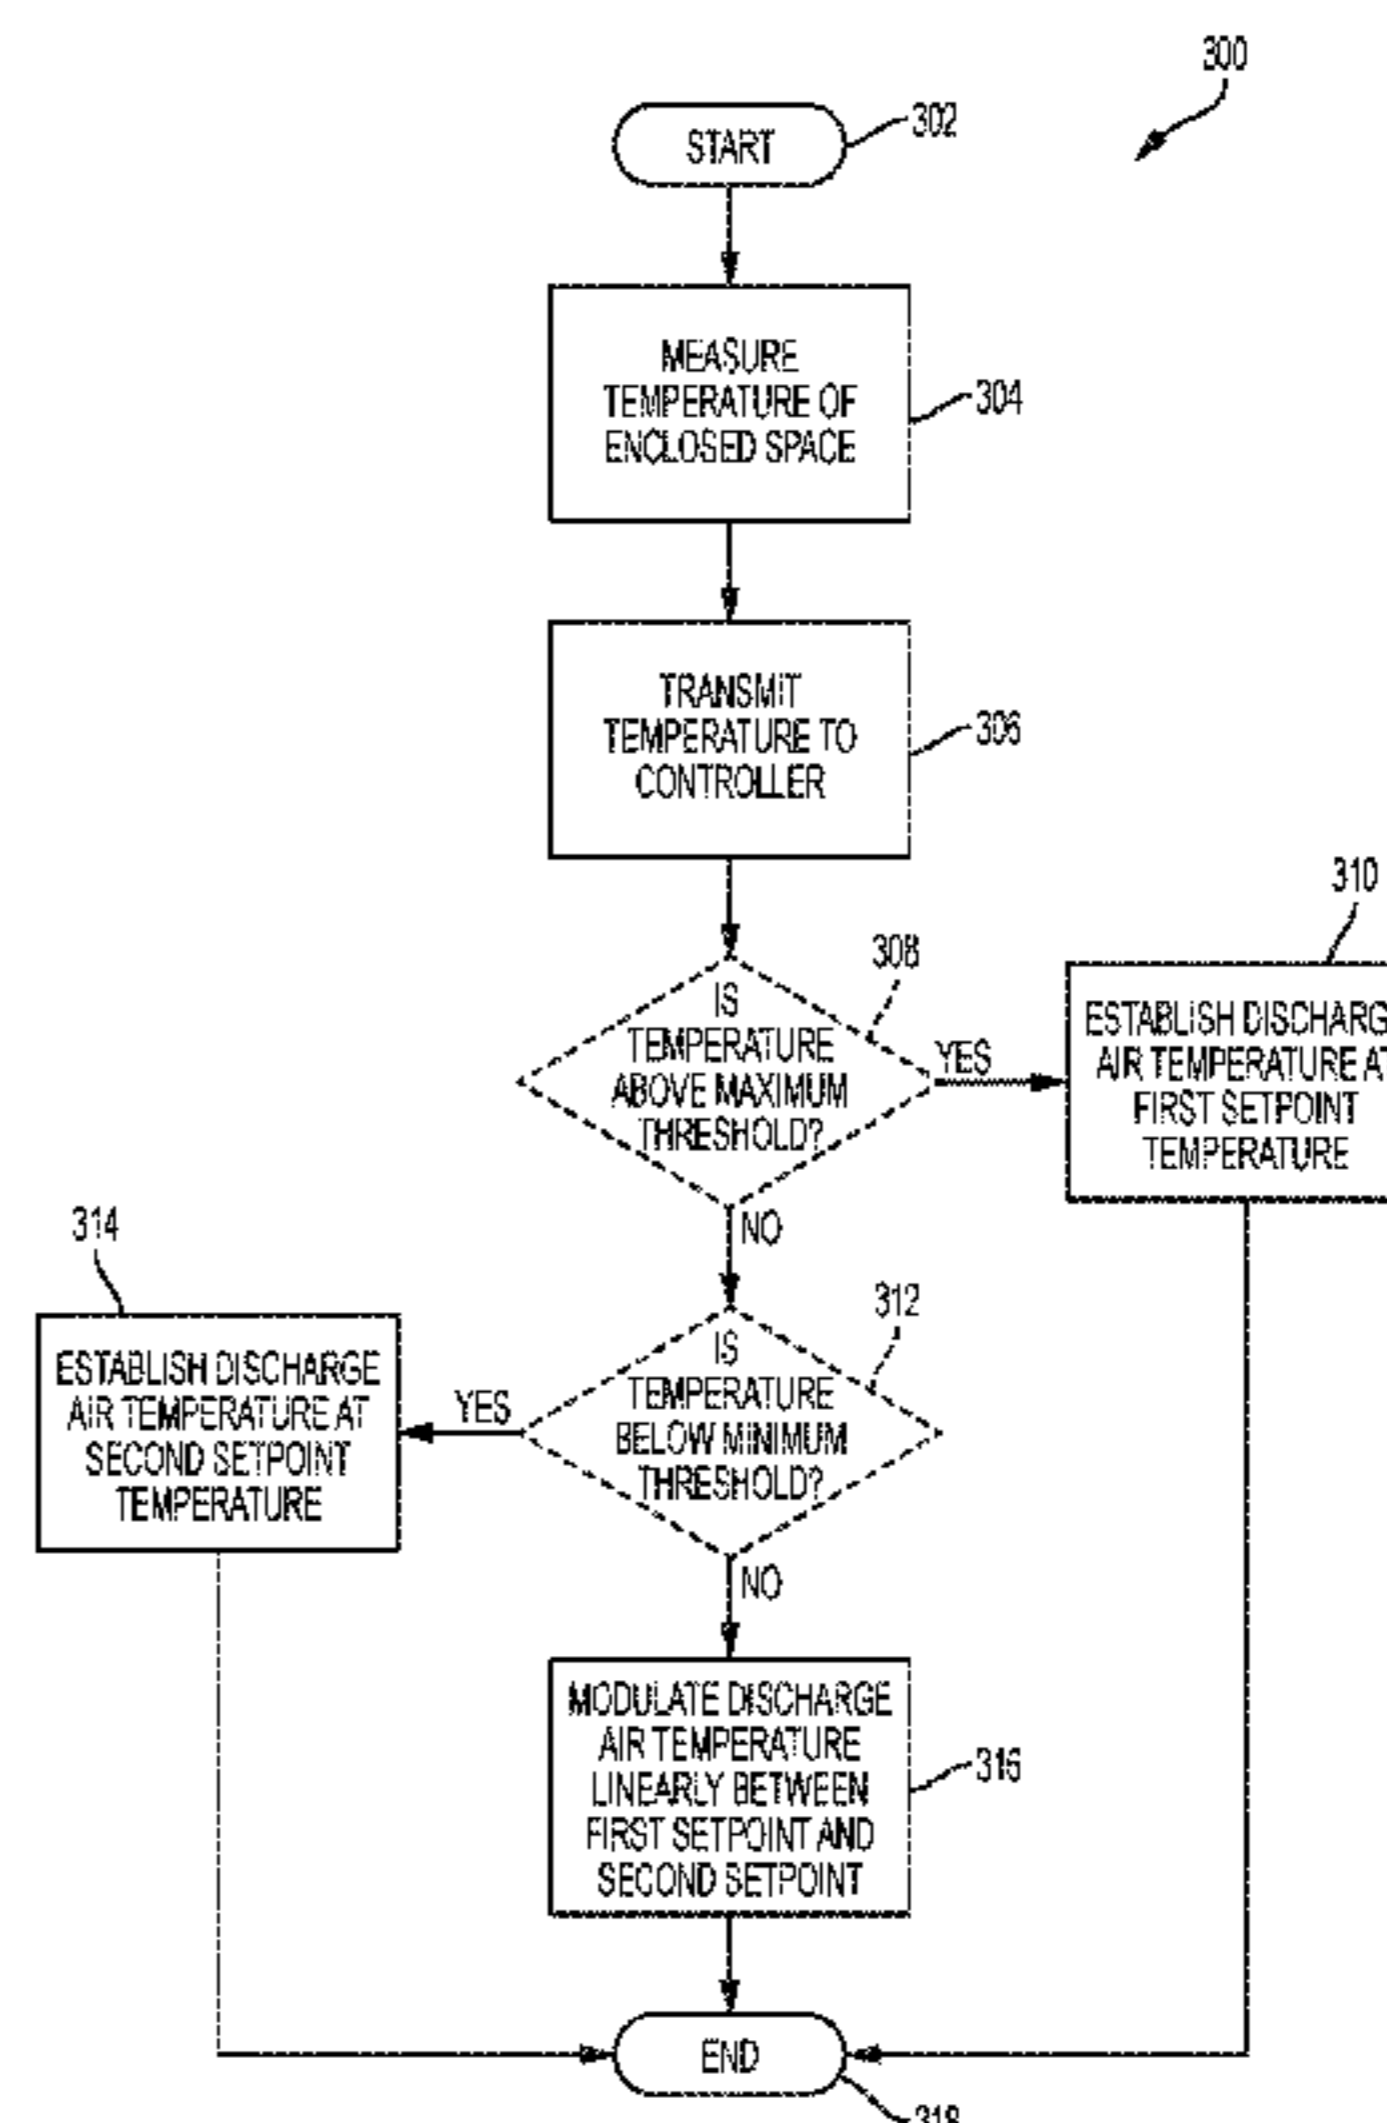 300
START
302
MEASURE
TEMPERATURE OF
ENCLOSED SPACE
304
TRANSMIT
TEMPERATURE TO
CONTROLLER
306
310
308
IS
TEMPERATURE
ABOVE MAXIMUM
THRESHOLD?
YES
ESTABLISH DISCHARG
AIR TEMPERATURE AT
FIRST SETPOINT
TEMPERATURE
NO
314
312
IS
TEMPERATURE
BELOW MINIMUM
THRESHOLD?
YES
ESTABLISH DISCHARGE
AIR TEMPERATURE AT
SECOND SETPOINT
TEMPERATURE
NO
MODULATE DISCHARGE
AIR TEMPERATURE
LINEARLY BETWEEN
FIRST SETPOINT AND
SECOND SETPOINT
316
END
318